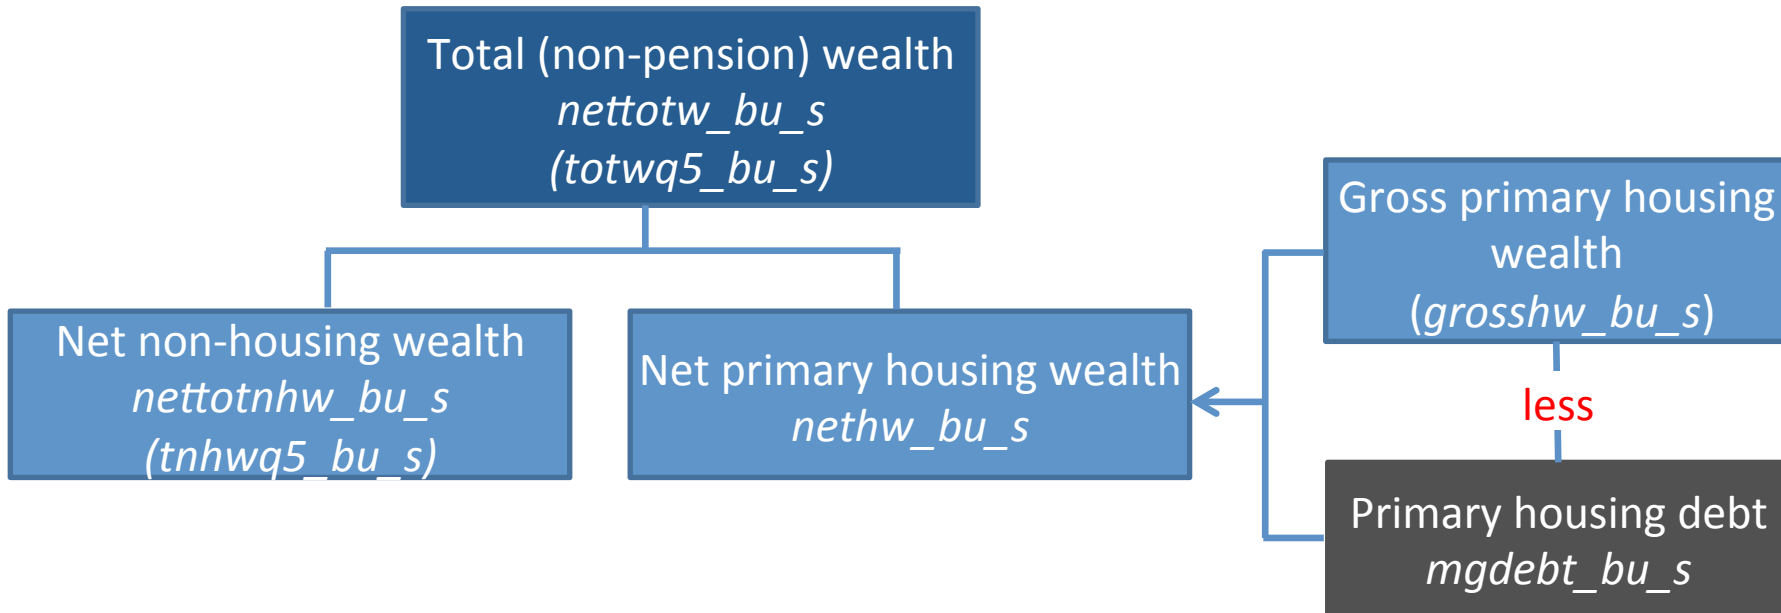 Total (non-pension) wealth
nettotw_bu_s
(totwq5_bu_s)
Net non-housing wealth
nettotnhw_bu_s
(tnhwq5_bu_s)
Net primary housing wealth
nethw_bu_s
Gross primary housing
wealth
(grosshw_bu_s)
less
Primary housing debt
mgdebt_bu_s